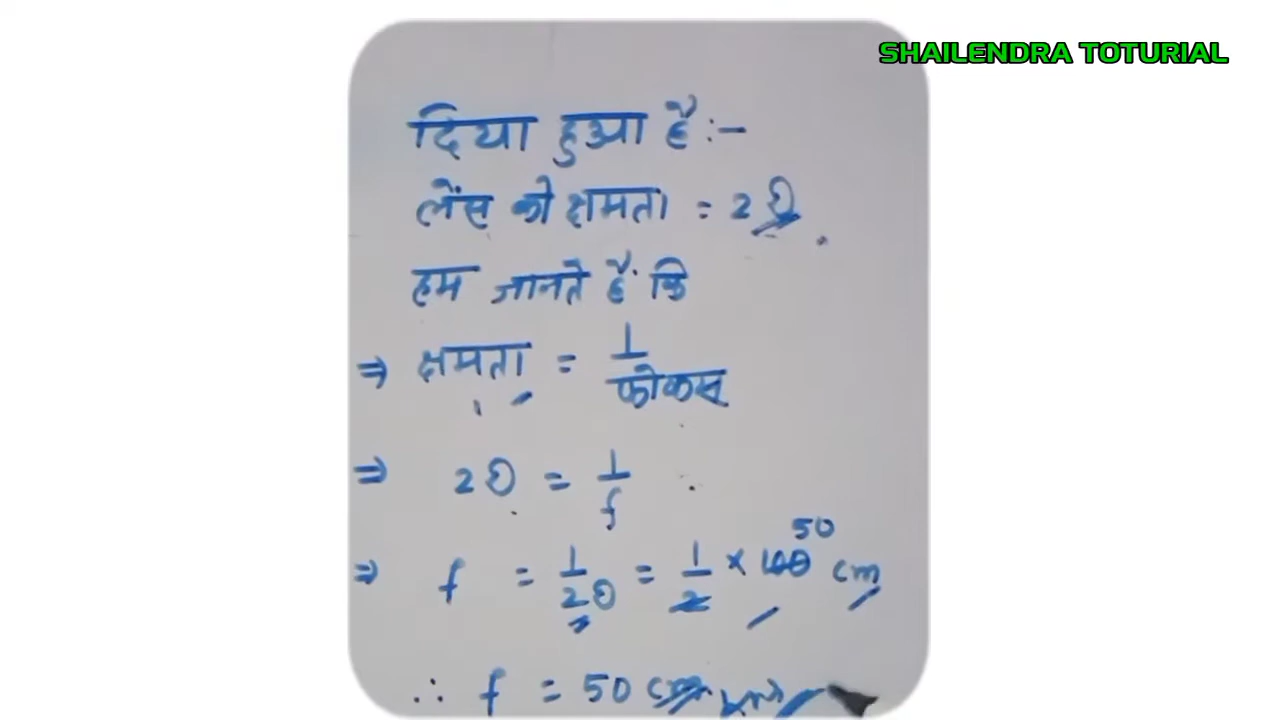 SHAILENDRA TOTURIAL
दिया हुआ है :-
लेंस की क्षमता = 2 D
हम जानते हैं कि
⇒ क्षमता = 1/फोकस
⇒ 2D = 1/f
⇒ f = 1/2D = 1/2 × 100 50 cm
∴ f = 50 cm